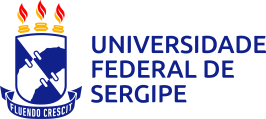 UNIVERSIDADE
FEDERAL DE
SERGIPE
FLUENDO CRESCIT